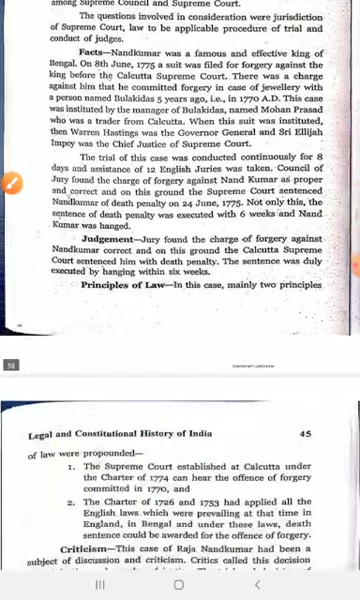 among Supreme Council and Supreme Court.
The questions involved in consideration were jurisdiction
of Supreme Court, law to be applicable procedure of trial and
conduct of judges.
Facts—Nandkumar was a famous and effective king of
Bengal. On 8th June, 1775 a suit was filed for forgery against the
king before the Calcutta Supreme Court. There was a charge
against him that he committed forgery in case of jewellery with
a person named Bulakidas 5 years ago, i.e., in 1770 A.D. This case
was instituted by the manager of Bulakidas, named Mohan Prasad
who was a trader from Calcutta. When this suit was instituted,
then Warren Hastings was the Governor General and Sri Ellijah
Impey was the Chief Justice of Supreme Court.
The trial of this case was conducted continuously for 8
days and assistance of 12 English Juries was taken. Council of
Jury found the charge of forgery against Nand Kumar as proper
and correct and on this ground the Supreme Court sentenced
Nandkumar of death penalty on 24 June, 1775. Not only this, the
sentence of death penalty was executed with 6 weeks and Nand
Kumar was hanged.
Judgement—Jury found the charge of forgery against
Nandkumar correct and on this ground the Calcutta Supreme
Court sentenced him with death penalty. The sentence was duly
executed by hanging within six weeks.
Principles of Law—In this case, mainly two principles
58
Legal and Constitutional History of India 45
of law were propounded—
1. The Supreme Court established at Calcutta under
the Charter of 1774 can hear the offence of forgery
committed in 1770, and
2. The Charter of 1726 and 1753 had applied all the
English laws which were prevailing at that time in
England, in Bengal and under these laws, death
sentence could be awarded for the offence of forgery.
Criticism—This case of Raja Nandkumar had been a
subject of discussion and criticism. Critics called this decision